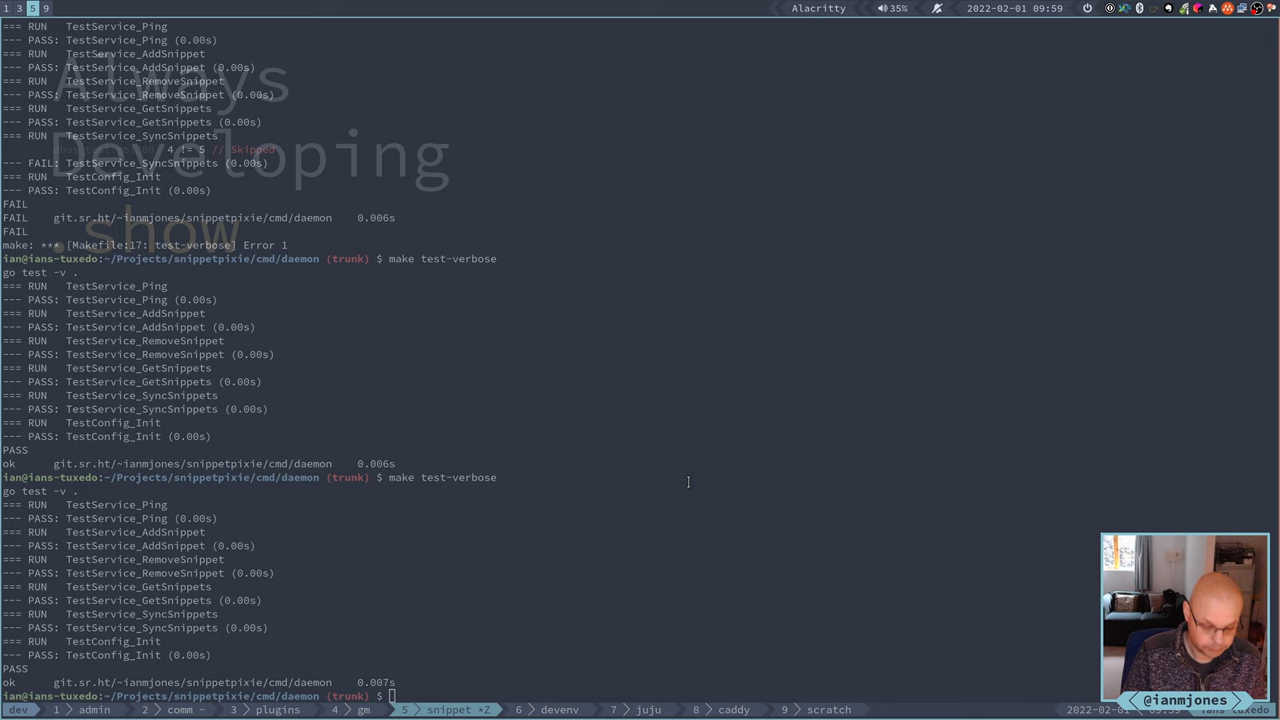 1 3 5 9 Alacritty 35% 2022-02-01 09:59
=== RUN   TestService_Ping
--- PASS: TestService_Ping (0.00s)
=== RUN   TestService_AddSnippet
--- PASS: TestService_AddSnippet (0.00s)
=== RUN   TestService_RemoveSnippet
--- PASS: TestService_RemoveSnippet (0.00s)
=== RUN   TestService_GetSnippets
--- PASS: TestService_GetSnippets (0.00s)
=== RUN   TestService_SyncSnippets
4 != 5 // Skipped
--- FAIL: TestService_SyncSnippets (0.00s)
=== RUN   TestConfig_Init
--- PASS: TestConfig_Init (0.00s)
FAIL
FAIL    git.sr.ht/~ianmjones/snippetpixie/cmd/daemon    0.006s
FAIL
make: *** [Makefile:17: test-verbose] Error 1
Always
Developing
.show
ian@ians-tuxedo:~/Projects/snippetpixie/cmd/daemon (trunk) $ make test-verbose
go test -v .
=== RUN   TestService_Ping
--- PASS: TestService_Ping (0.00s)
=== RUN   TestService_AddSnippet
--- PASS: TestService_AddSnippet (0.00s)
=== RUN   TestService_RemoveSnippet
--- PASS: TestService_RemoveSnippet (0.00s)
=== RUN   TestService_GetSnippets
--- PASS: TestService_GetSnippets (0.00s)
=== RUN   TestService_SyncSnippets
--- PASS: TestService_SyncSnippets (0.00s)
=== RUN   TestConfig_Init
--- PASS: TestConfig_Init (0.00s)
PASS
ok      git.sr.ht/~ianmjones/snippetpixie/cmd/daemon    0.006s
ian@ians-tuxedo:~/Projects/snippetpixie/cmd/daemon (trunk) $ make test-verbose
go test -v .
=== RUN   TestService_Ping
--- PASS: TestService_Ping (0.00s)
=== RUN   TestService_AddSnippet
--- PASS: TestService_AddSnippet (0.00s)
=== RUN   TestService_RemoveSnippet
--- PASS: TestService_RemoveSnippet (0.00s)
=== RUN   TestService_GetSnippets
--- PASS: TestService_GetSnippets (0.00s)
=== RUN   TestService_SyncSnippets
--- PASS: TestService_SyncSnippets (0.00s)
=== RUN   TestConfig_Init
--- PASS: TestConfig_Init (0.00s)
PASS
ok      git.sr.ht/~ianmjones/snippetpixie/cmd/daemon    0.007s
ian@ians-tuxedo:~/Projects/snippetpixie/cmd/daemon (trunk) $
@ianmjones
dev 1 admin 2 comm - 3 plugins 4 gm 5 snippet *Z 6 devenv 7 juju 8 caddy 9 scratch 2022-02-01 tuxedo